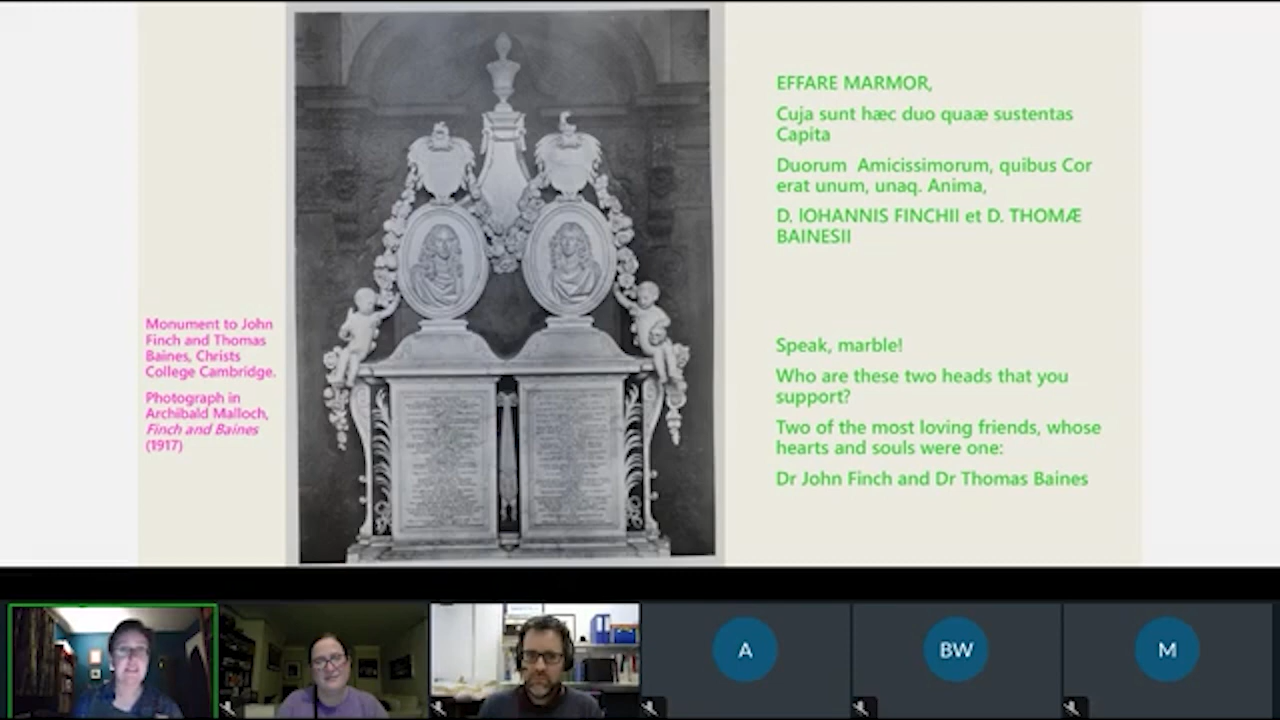 EFFARE MARMOR,
Cuja sunt hæc duo quaæ sustentas
Capita
Duorum Amicissimorum, quibus Cor
erat unum, unaq. Anima,
D. IOHANNIS FINCHII et D. THOMÆ
BAINESII
Monument to John
Finch and Thomas
Baines, Christs
College Cambridge.
Photograph in
Archibald Malloch,
Finch and Baines
(1917)
Speak, marble!
Who are these two heads that you
support?
Two of the most loving friends, whose
hearts and souls were one:
Dr John Finch and Dr Thomas Baines
A
BW
M